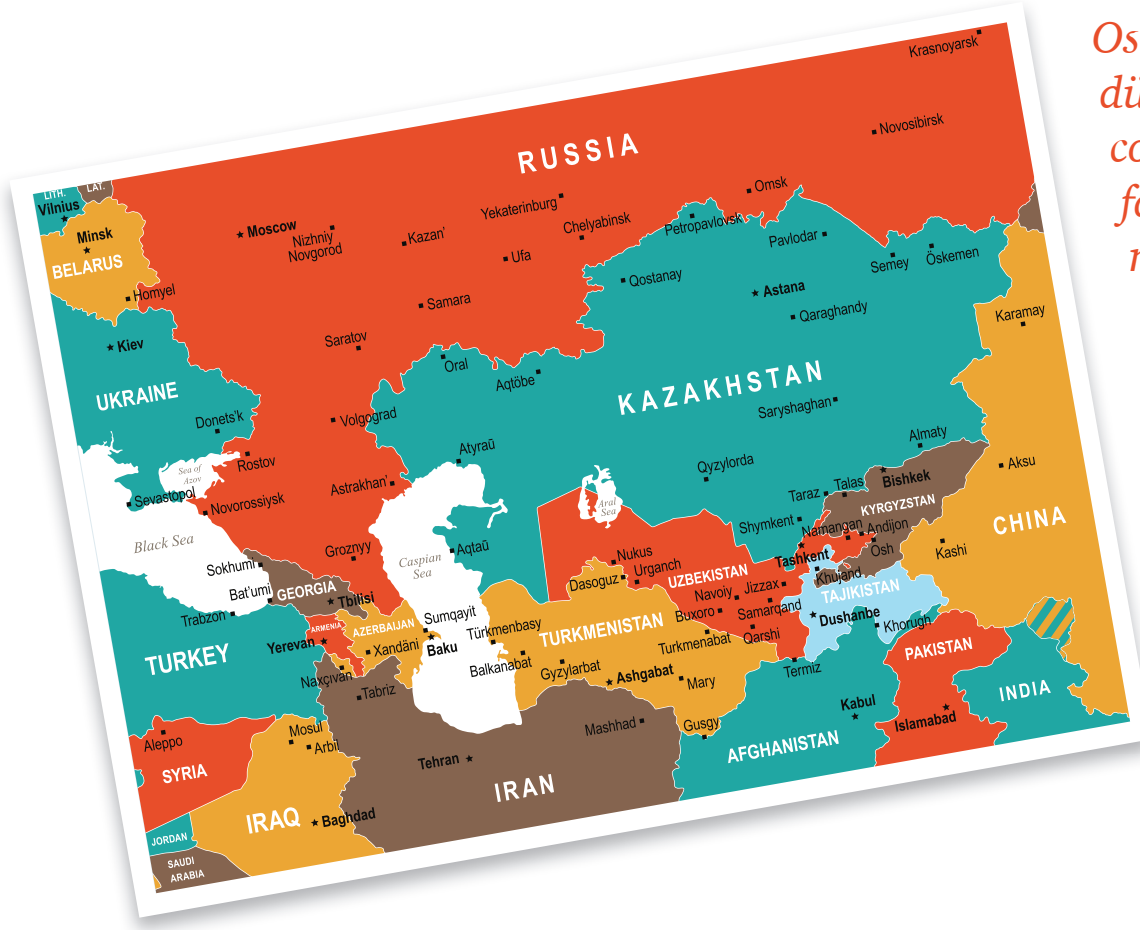 Krasnoyarsk
Novosibirsk
RUSSIA
Omsk
Yekaterinburg
Chelyabinsk
Petropavlovsk
LITH.
LAT.
Vilnius
Moscow
Nizhniy
Novgorod
Kazan'
Ufa
Pavlodar
Semey
Öskemen
Minsk
BELARUS
Homyel
Samara
Qostanay
Astana
Qaraghandy
Karamay
Kiev
Saratov
Oral
Aqtöbe
KAZAKHSTAN
UKRAINE
Donets'k
Volgograd
Saryshaghan
Atyraū
Almaty
Sea of
Azov
Rostov
Qyzylorda
Aksu
Bishkek
Sevastopol
Novorossiysk
Astrakhan'
Aral
Sea
Taraz
Talas
KYRGYZSTAN
CHINA
Black Sea
Groznyy
Caspian
Sea
Aqtaū
Shymkent
Namangan
Andijon
Osh
Kashi
Sokhumi
Nukus
Urganch
Dasoguz
UZBEKISTAN
Tashkent
Khujand
Bat'umi
GEORGIA
Tbilisi
Trabzon
Sumqayit
Navoiy
Jizzax
TAJIKISTAN
ARMENIA
AZERBAIJAN
Türkmenbasy
TURKMENISTAN
Buxoro
Samarqand
Dushanbe
Khorugh
TURKEY
Yerevan
Xandäni
Baku
Balkanabat
Gyzylarbat
Turkmenabat
Qarshi
Termiz
PAKISTAN
Naxçivan
Tabriz
Ashgabat
Mary
INDIA
Aleppo
Mosul
Arbil
Mashhad
Gusgy
Kabul
Islamabad
SYRIA
Tehran
IRAN
AFGHANISTAN
IRAQ
Baghdad
JORDAN
SAUDI
ARABIA
Os
dü
co
fo